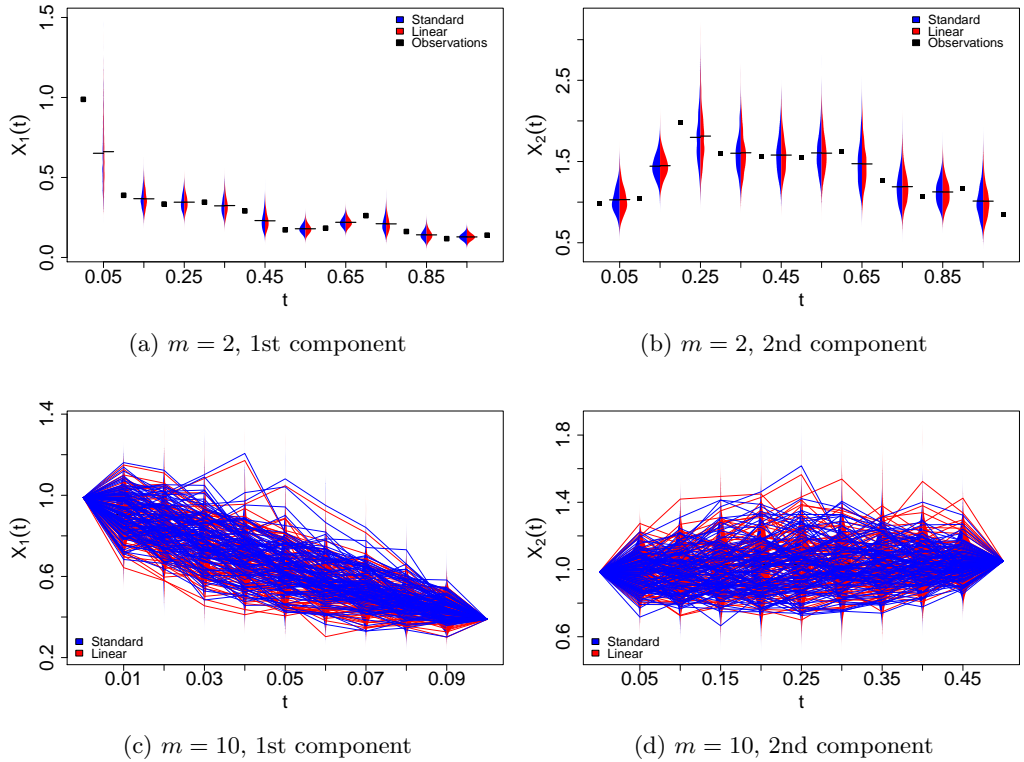 X₁(t)
1.5
1.0
0.5
0.0
Standard
Linear
Observations
0.05 0.25 0.45 0.65 0.85
t
(a) m = 2, 1st component
X₂(t)
2.5
1.5
0.5
Standard
Linear
Observations
0.05 0.25 0.45 0.65 0.85
t
(b) m = 2, 2nd component
X₁(t)
1.4
1.0
0.6
0.2
Standard
Linear
0.01 0.03 0.05 0.07 0.09
t
(c) m = 10, 1st component
X₂(t)
1.8
1.4
1.0
0.6
Standard
Linear
0.05 0.15 0.25 0.35 0.45
t
(d) m = 10, 2nd component